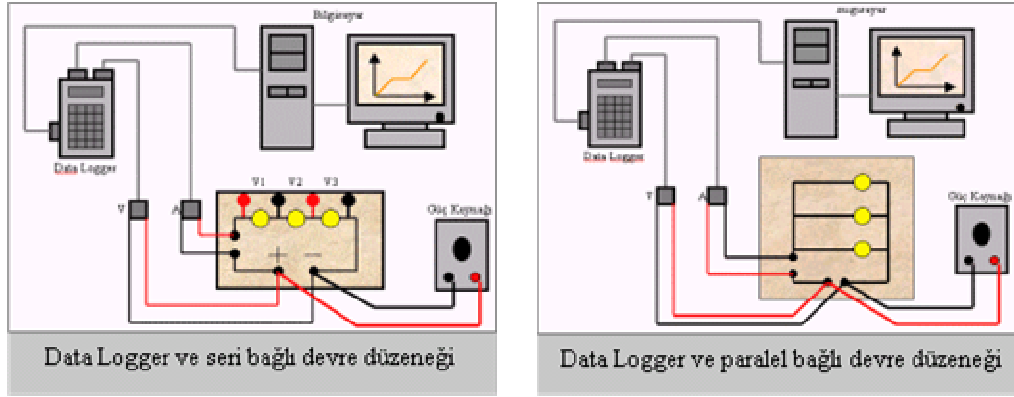 Bilgisayar
Data Logger
V1 V2 V3
V
A
Güç Kaynağı
+ −
Data Logger ve seri bağlı devre düzeneği
Bilgisayar
Data Logger
V
A
Güç Kaynağı
Data Logger ve paralel bağlı devre düzeneği